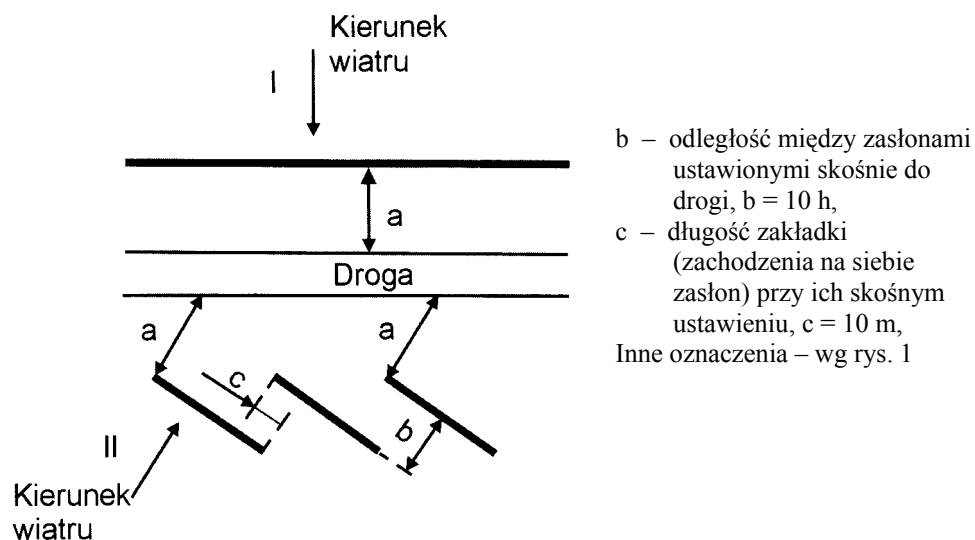 Kierunek
wiatru
I
a
Droga
a
a
c
b
II
Kierunek
wiatru
b – odległość między zasłonami
ustawionymi skośnie do
drogi, b = 10 h,
c – długość zakładki
(zachodzenia na siebie
zasłon) przy ich skośnym
ustawieniu, c = 10 m,
Inne oznaczenia – wg rys. 1